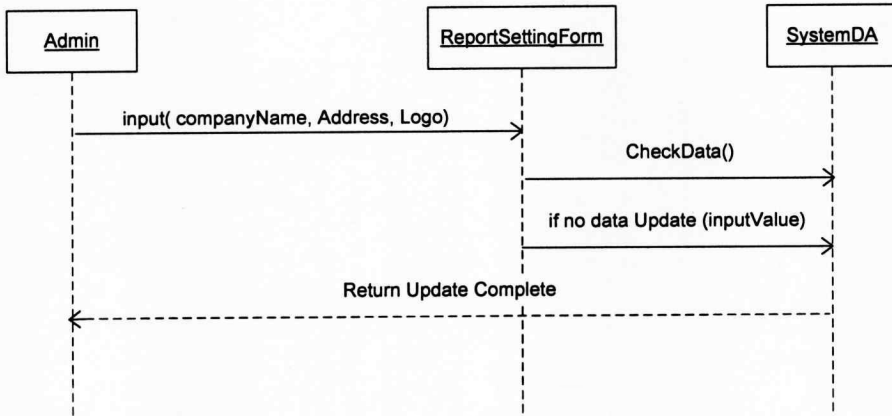 Admin
ReportSettingForm
SystemDA
input( companyName, Address, Logo)
CheckData()
if no data Update (inputValue)
Return Update Complete